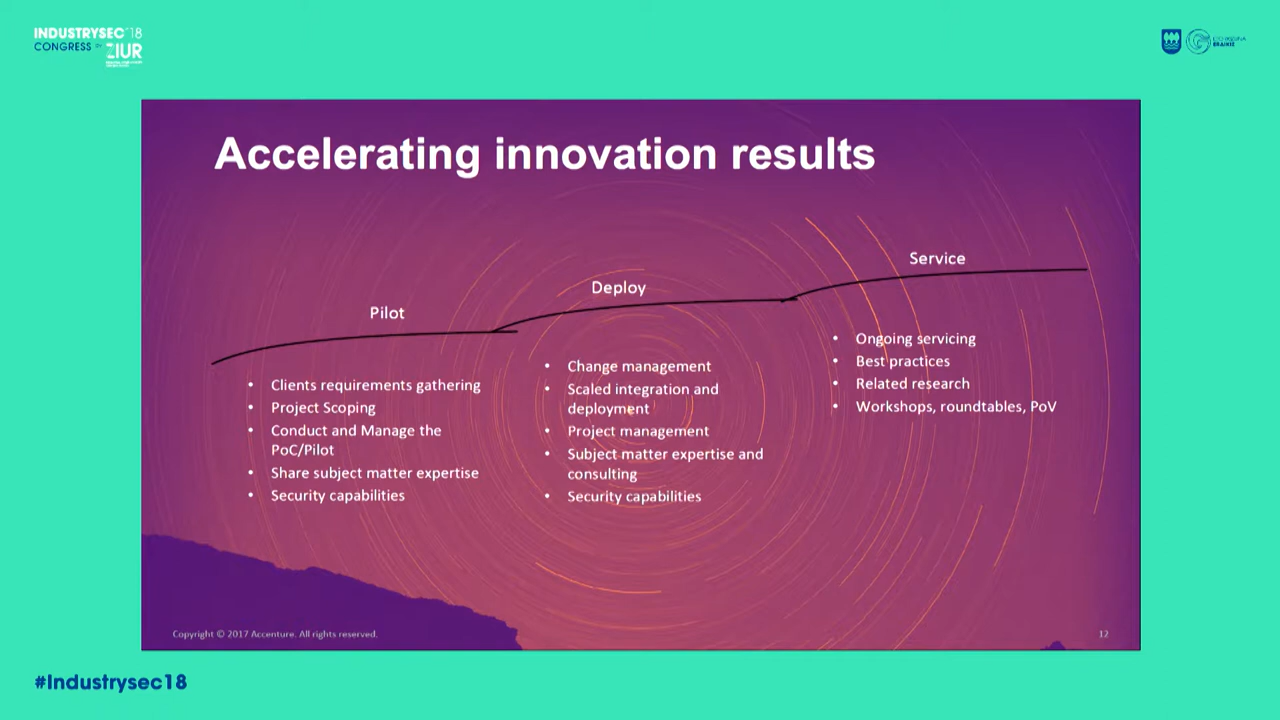 INDUSTRYSEC'18
CONGRESS BY ZIUR
Accelerating innovation results
Pilot
Deploy
Service
• Clients requirements gathering
• Project Scoping
• Conduct and Manage the
PoC/Pilot
• Share subject matter expertise
• Security capabilities
• Change management
• Scaled integration and
deployment
• Project management
• Subject matter expertise and
consulting
• Security capabilities
• Ongoing servicing
• Best practices
• Related research
• Workshops, roundtables, PoV
Copyright © 2017 Accenture. All rights reserved.
12
#Industrysec18